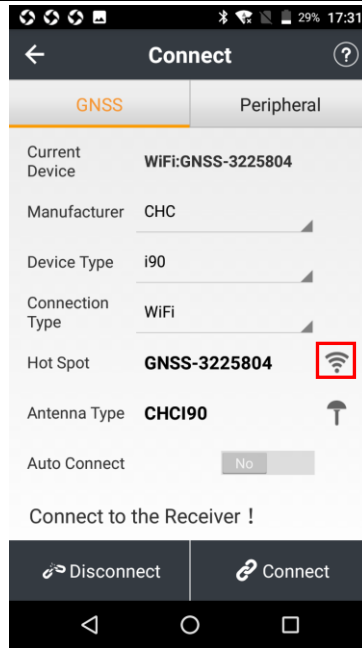 29% 17:31
Connect ?
GNSS Peripheral
Current
Device
WiFi:GNSS-3225804
Manufacturer CHC
Device Type i90
Connection
Type
WiFi
Hot Spot GNSS-3225804
Antenna Type CHCI90
Auto Connect No
Connect to the Receiver !
Disconnect Connect